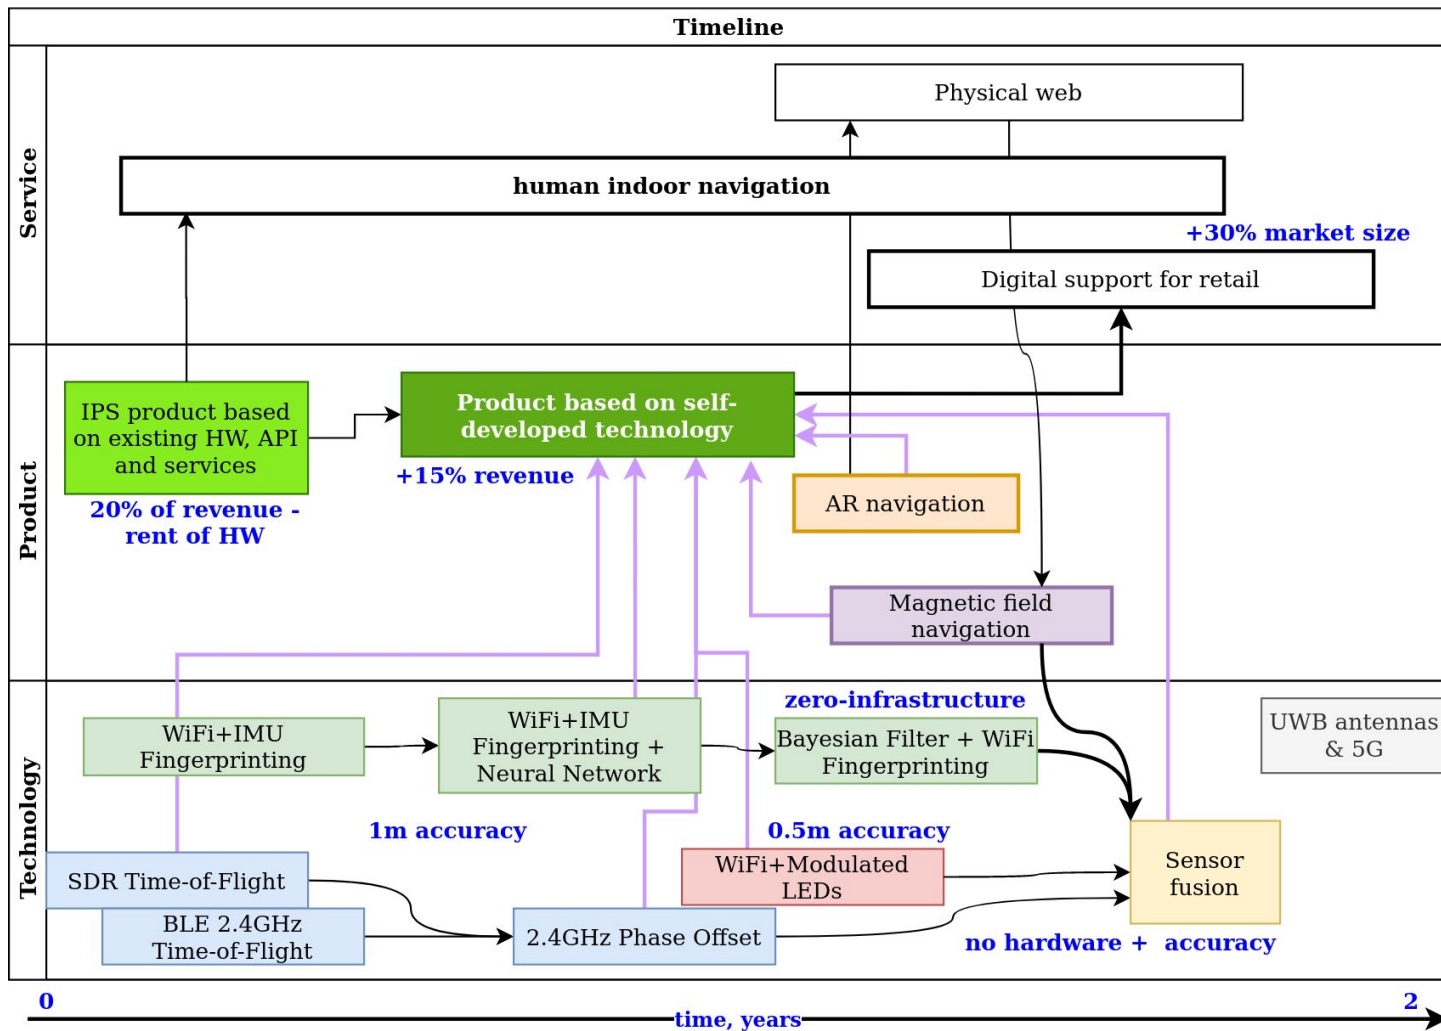 Timeline
Service
Physical web
human indoor navigation
+30% market size
Digital support for retail
Product
IPS product based
on existing HW, API
and services
20% of revenue -
rent of HW
Product based on self-
developed technology
+15% revenue
AR navigation
Magnetic field
navigation
Technology
WiFi+IMU
Fingerprinting
WiFi+IMU
Fingerprinting +
Neural Network
zero-infrastructure
Bayesian Filter + WiFi
Fingerprinting
UWB antennas
& 5G
1m accuracy
0.5m accuracy
SDR Time-of-Flight
BLE 2.4GHz
Time-of-Flight
2.4GHz Phase Offset
WiFi+Modulated
LEDs
Sensor
fusion
no hardware + accuracy
0
2
time, years